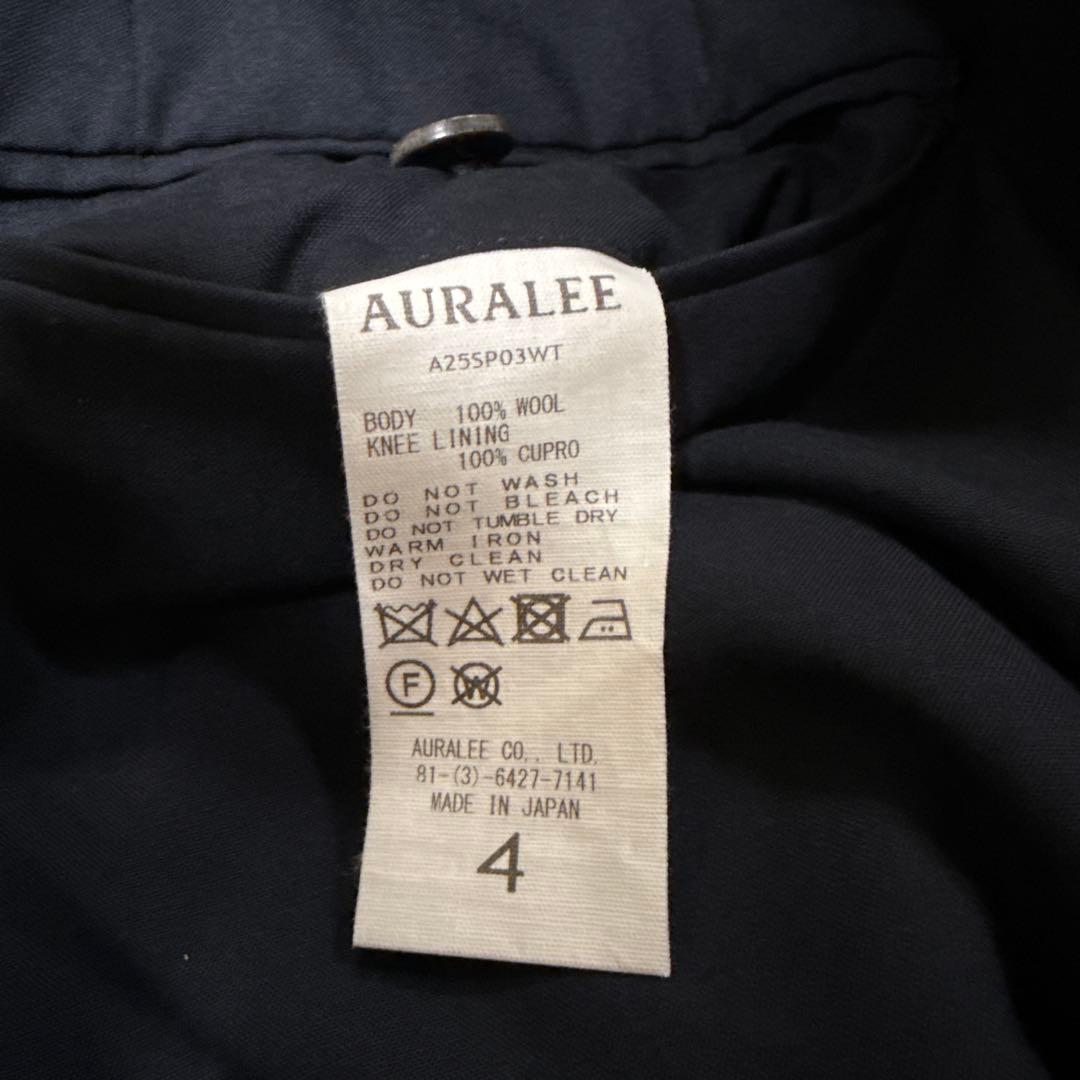 AURALEE
A25SP03WT
BODY 100% WOOL
KNEE LINING
100% CUPRO
DO NOT WASH
DO NOT BLEACH
DO NOT TUMBLE DRY
WARM IRON
DRY CLEAN
DO NOT WET CLEAN
F W
AURALEE CO., LTD.
81-(3)-6427-7141
MADE IN JAPAN
4